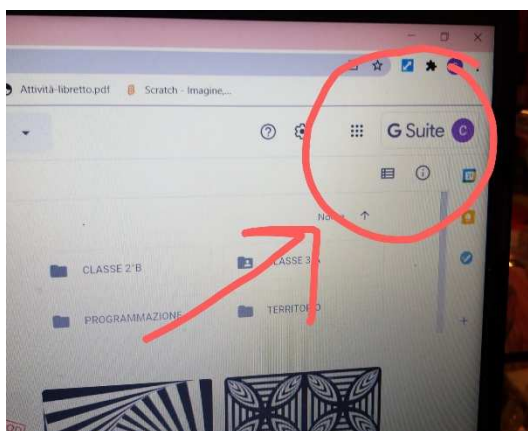 Attività-libretto.pdf Scratch - Imagine,...
G Suite C
CLASSE 2^B CLASSE 3^
PROGRAMMAZIONE TERRITORIO